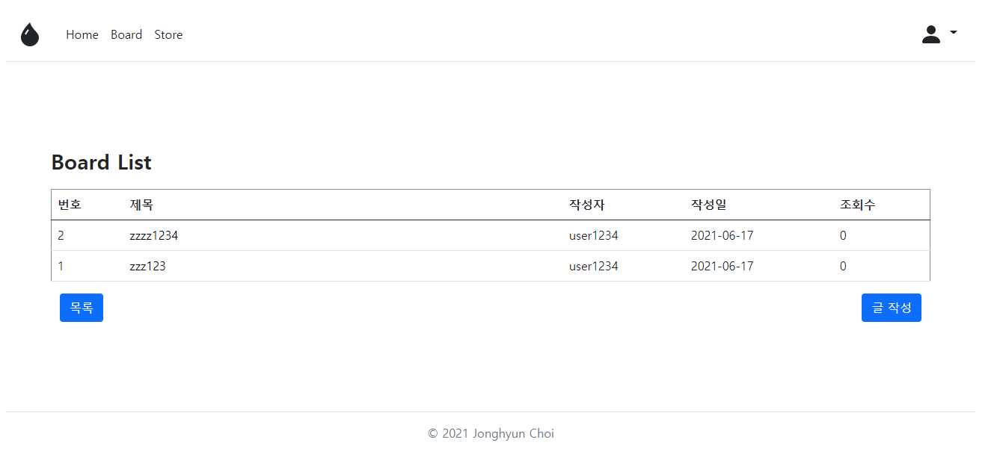 Home Board Store
Board List
번호 제목 작성자 작성일 조회수
2 zzzz1234 user1234 2021-06-17 0
1 zzz123 user1234 2021-06-17 0
목록 글 작성
© 2021 Jonghyun Choi